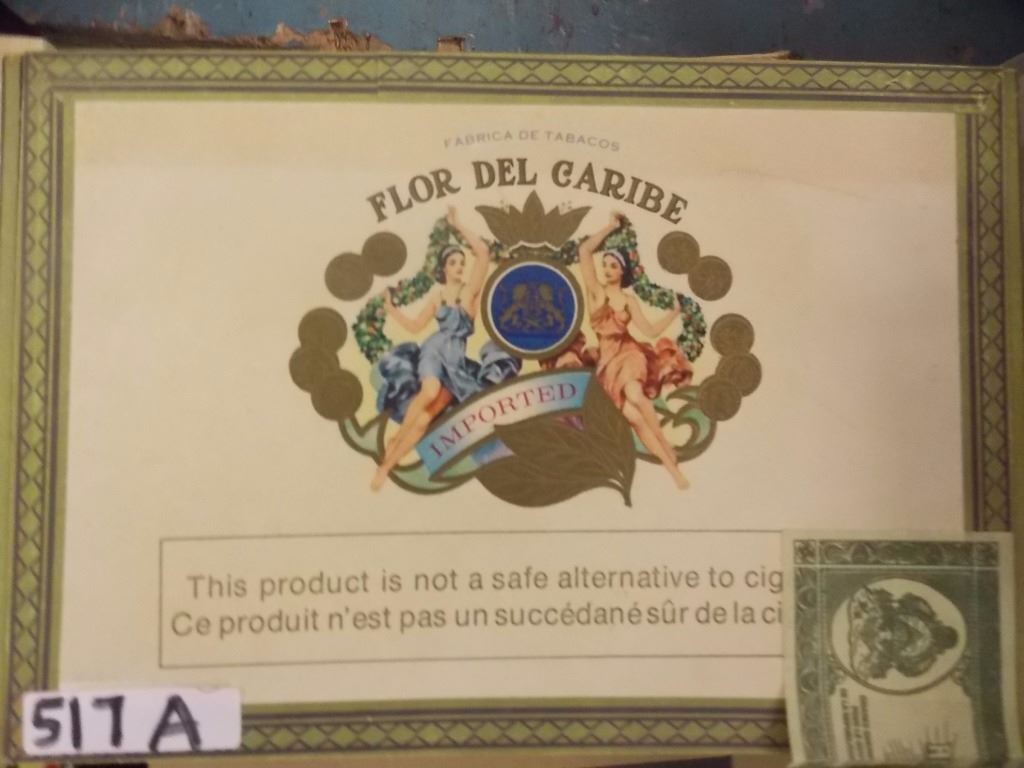 FABRICA DE TABACOS
FLOR DEL CARIBE
IMPORTED
This product is not a safe alternative to cig
Ce produit n'est pas un succédané sûr de la ci
517 A